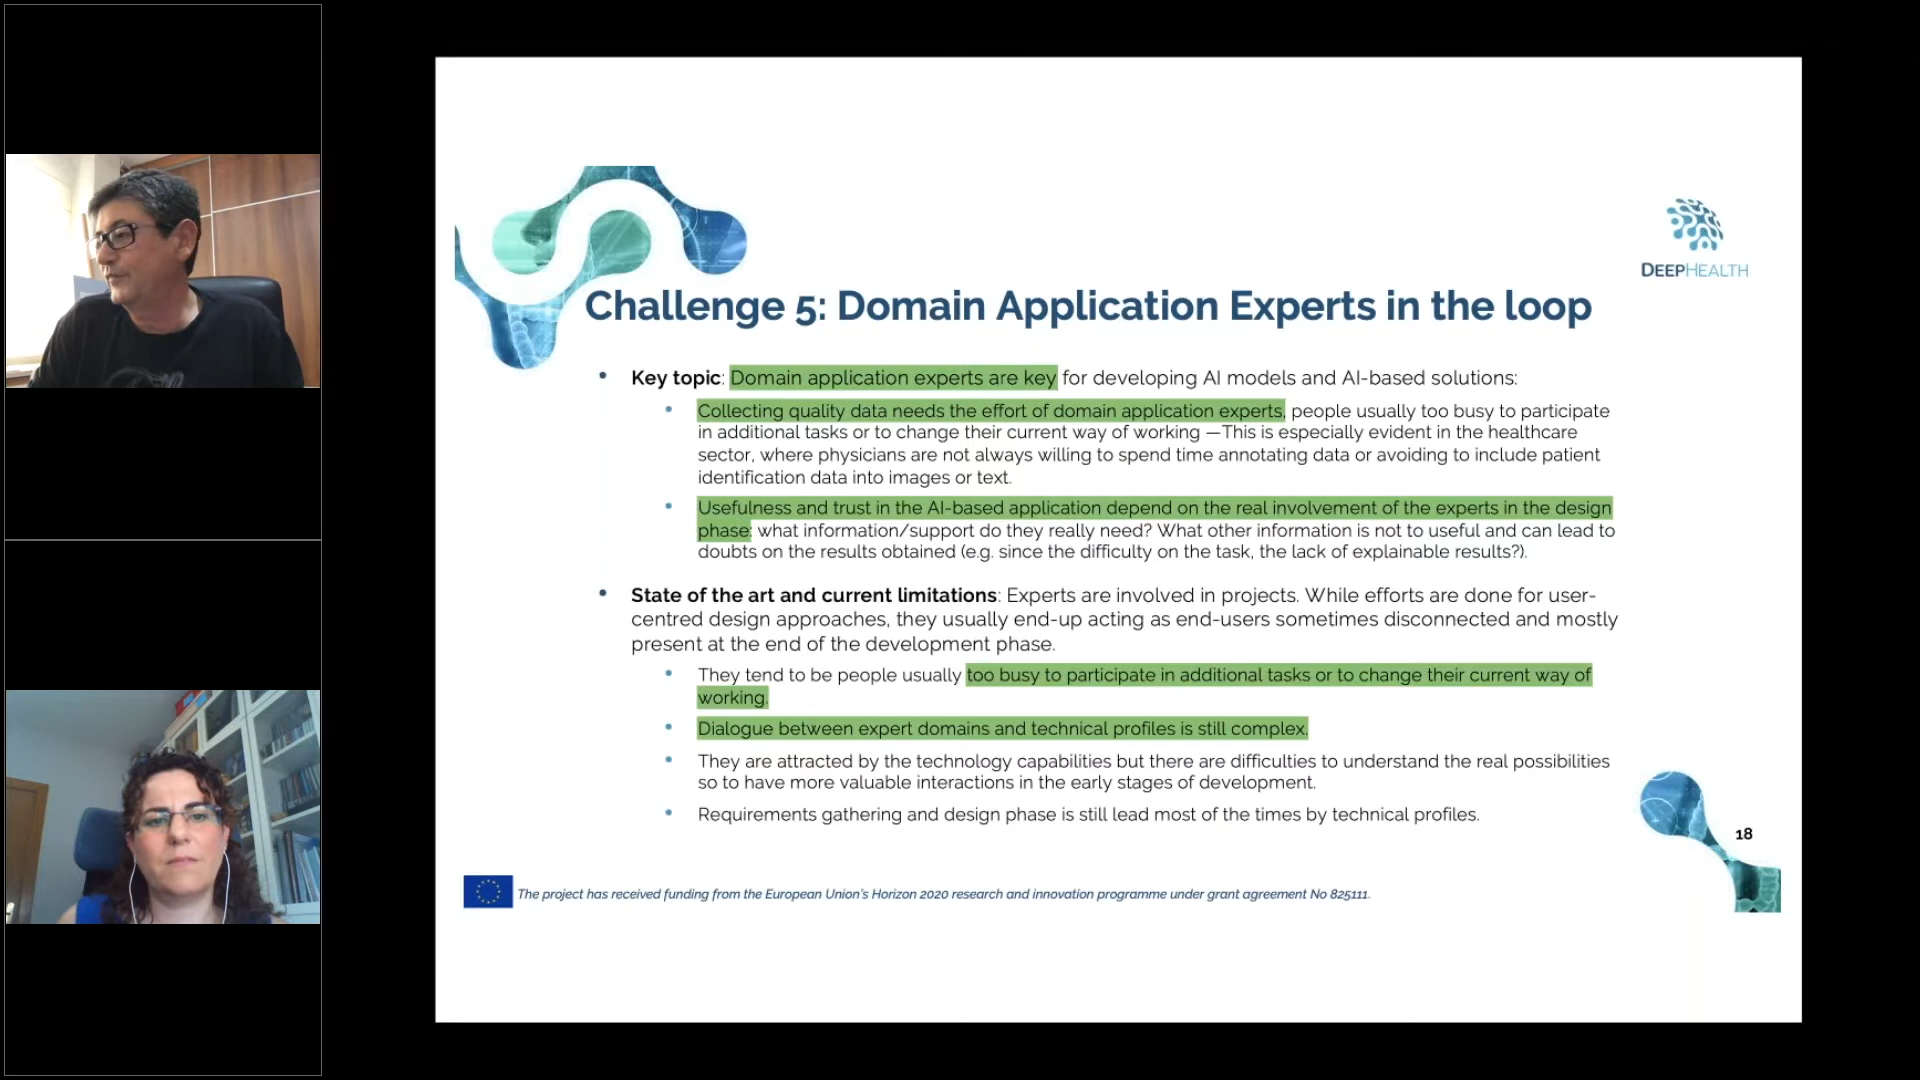 DEEPHEALTH
Challenge 5: Domain Application Experts in the loop
• Key topic: Domain application experts are key for developing AI models and AI-based solutions:
• Collecting quality data needs the effort of domain application experts, people usually too busy to participate
in additional tasks or to change their current way of working —This is especially evident in the healthcare
sector, where physicians are not always willing to spend time annotating data or avoiding to include patient
identification data into images or text.
• Usefulness and trust in the AI-based application depend on the real involvement of the experts in the design
phase: what information/support do they really need? What other information is not to useful and can lead to
doubts on the results obtained (e.g. since the difficulty on the task, the lack of explainable results?).
• State of the art and current limitations: Experts are involved in projects. While efforts are done for user-
centred design approaches, they usually end-up acting as end-users sometimes disconnected and mostly
present at the end of the development phase.
• They tend to be people usually too busy to participate in additional tasks or to change their current way of
working.
• Dialogue between expert domains and technical profiles is still complex.
• They are attracted by the technology capabilities but there are difficulties to understand the real possibilities
so to have more valuable interactions in the early stages of development.
• Requirements gathering and design phase is still lead most of the times by technical profiles.
18
The project has received funding from the European Union's Horizon 2020 research and innovation programme under grant agreement No 825111.